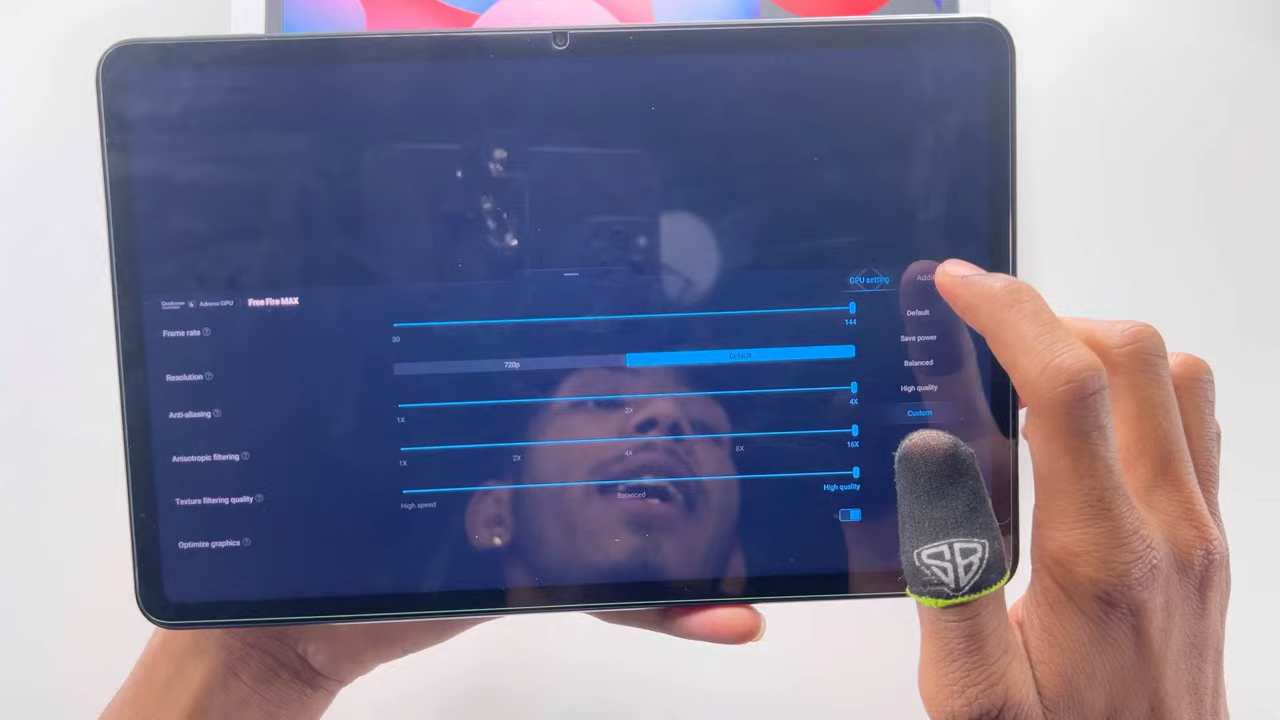 GPU setting
Qualcomm
Adreno GPU
Free Fire MAX
Frame rate
30
144
Default
Resolution
720p
Default
Save power
Balanced
Anti-aliasing
1X
2X
4X
High quality
Custom
Anisotropic filtering
1X
2X
4X
8X
16X
Texture filtering quality
High speed
Balanced
High quality
Optimize graphics
SB